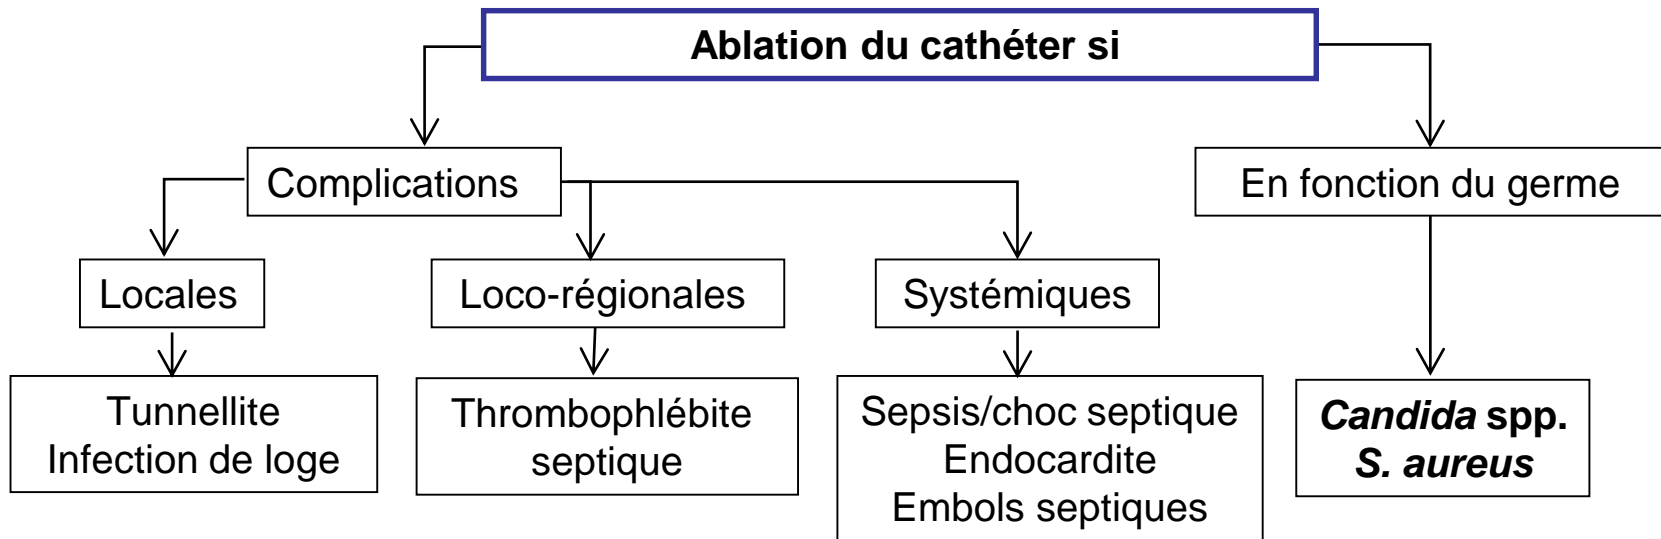 Ablation du cathéter si
Complications
En fonction du germe
Locales
Loco-régionales
Systémiques
Tunnellite
Infection de loge
Thrombophlébite
septique
Sepsis/choc septique
Endocardite
Embols septiques
Candida spp.
S. aureus